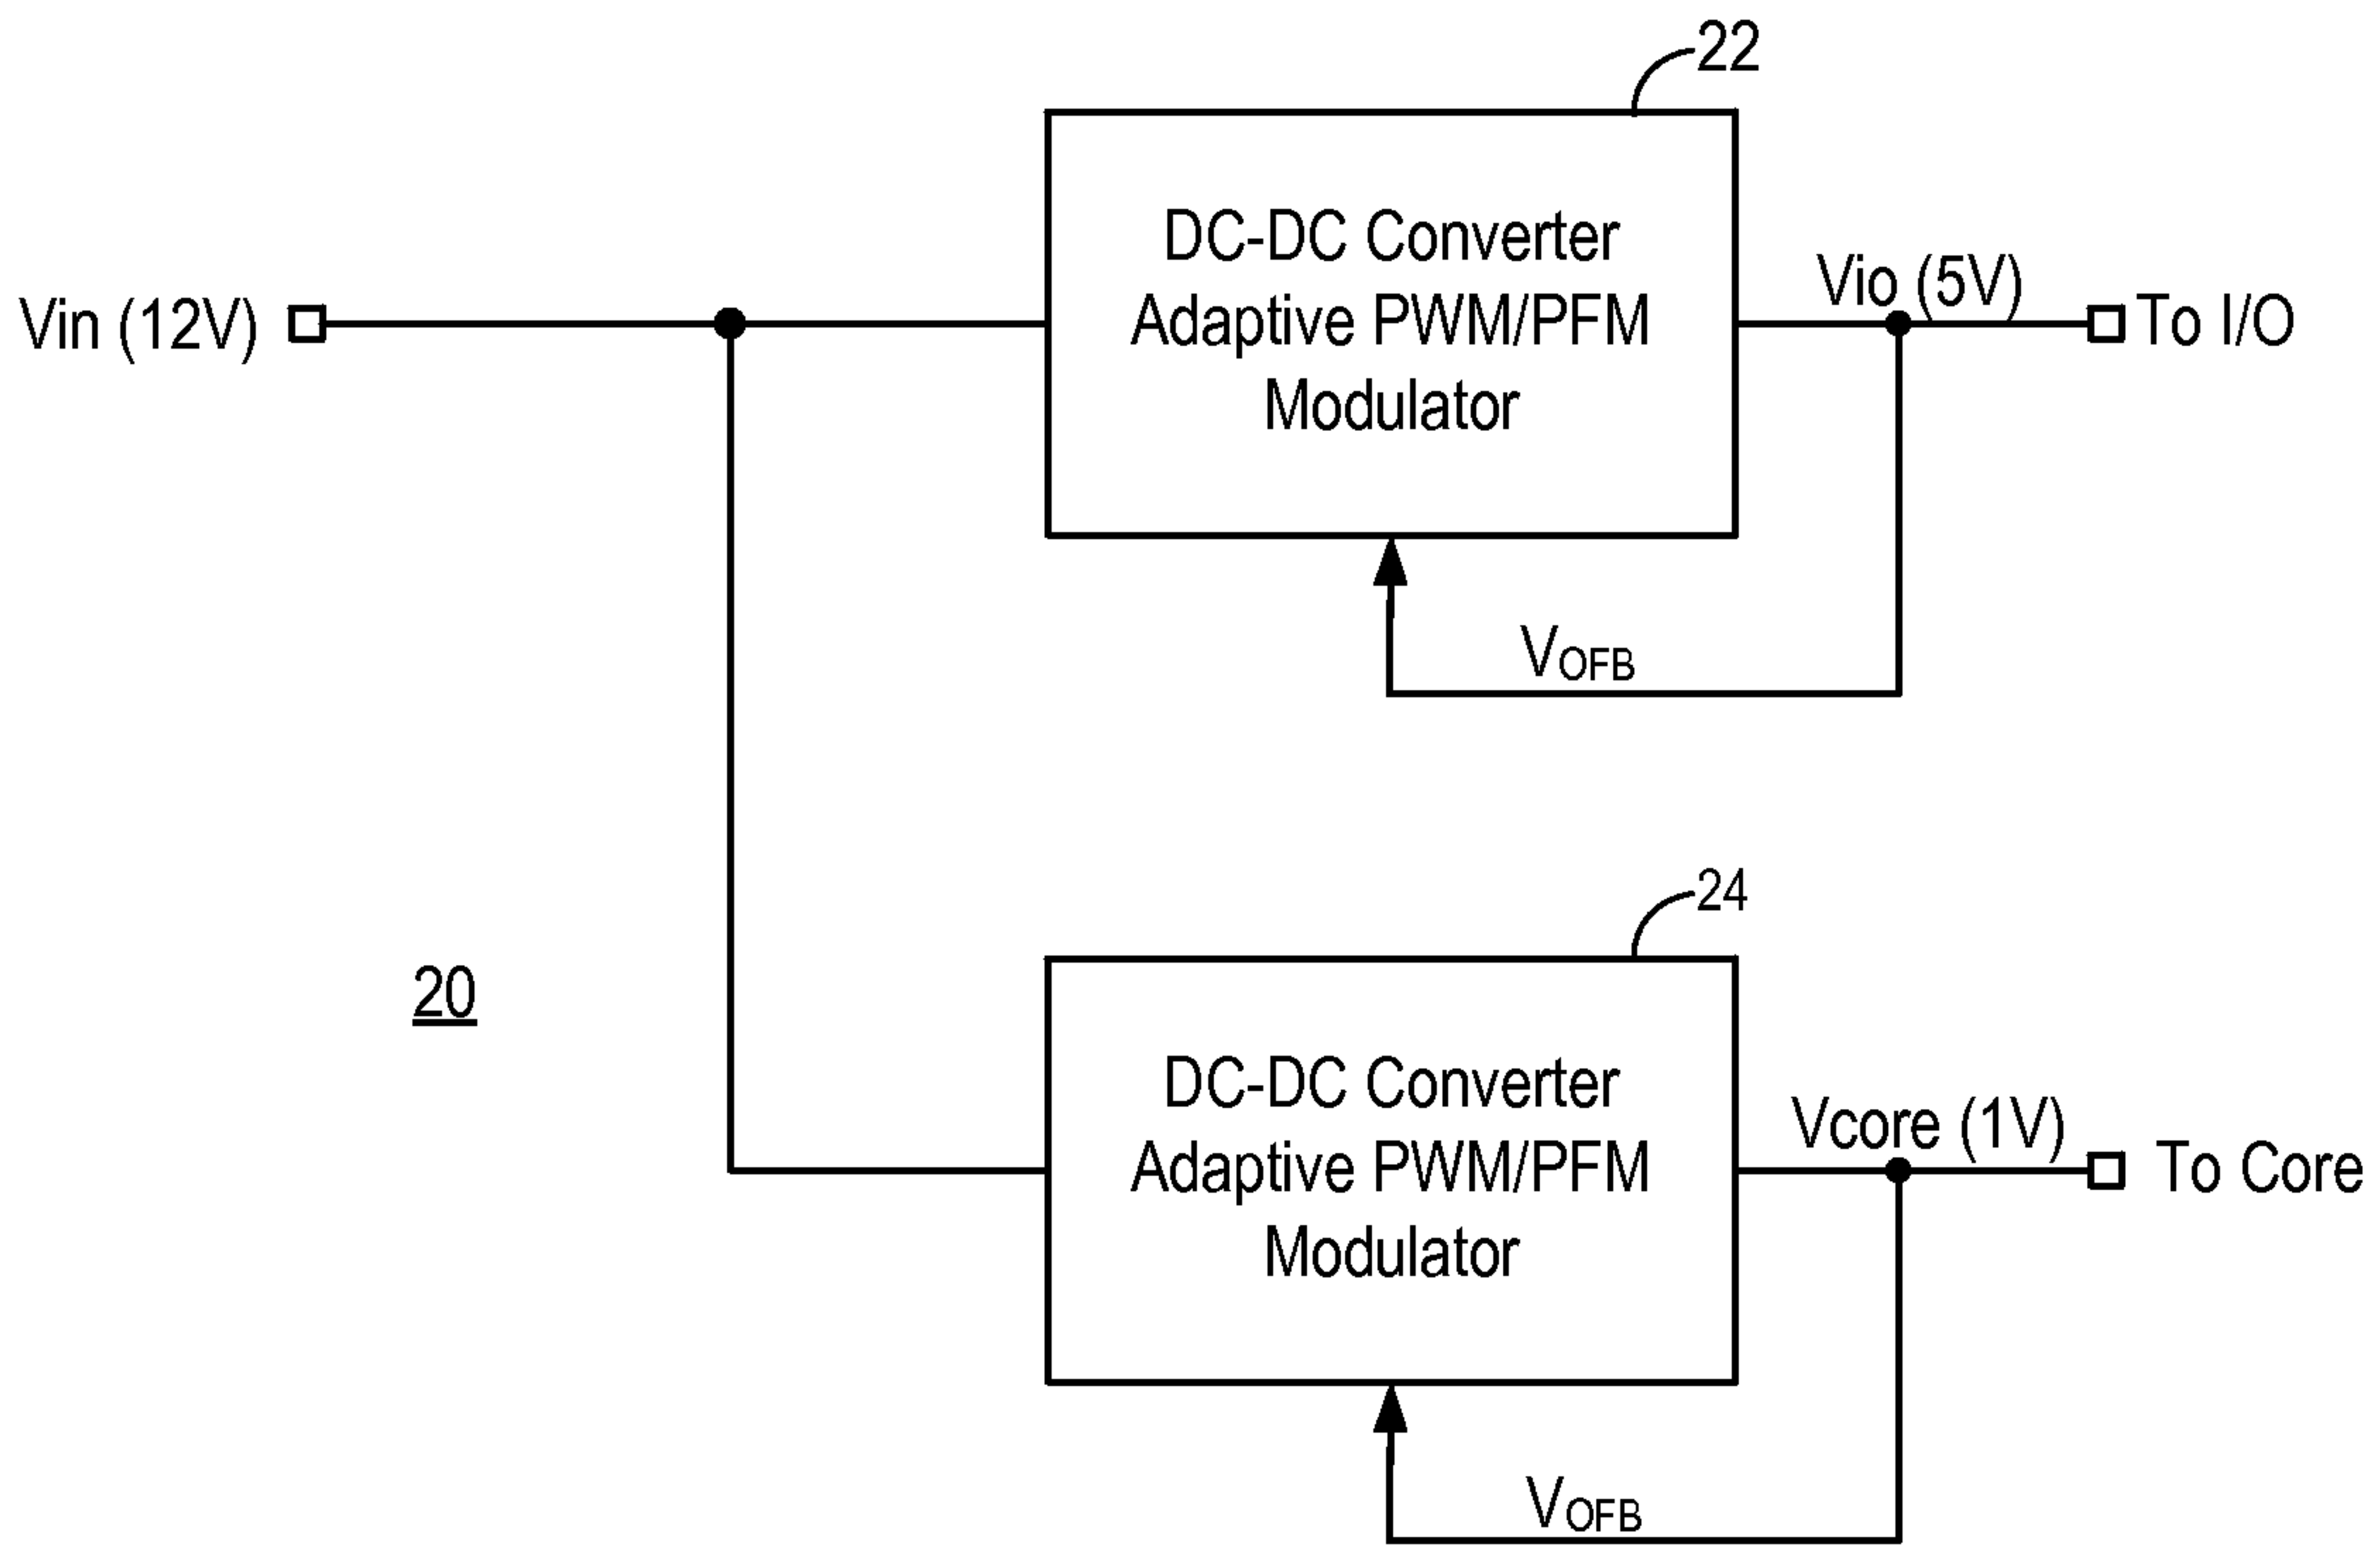 22
DC-DC Converter
Adaptive PWM/PFM
Modulator
Vin (12V)
Vio (5V)
To I/O
VOFB
24
20
DC-DC Converter
Adaptive PWM/PFM
Modulator
Vcore (1V)
To Core
VOFB